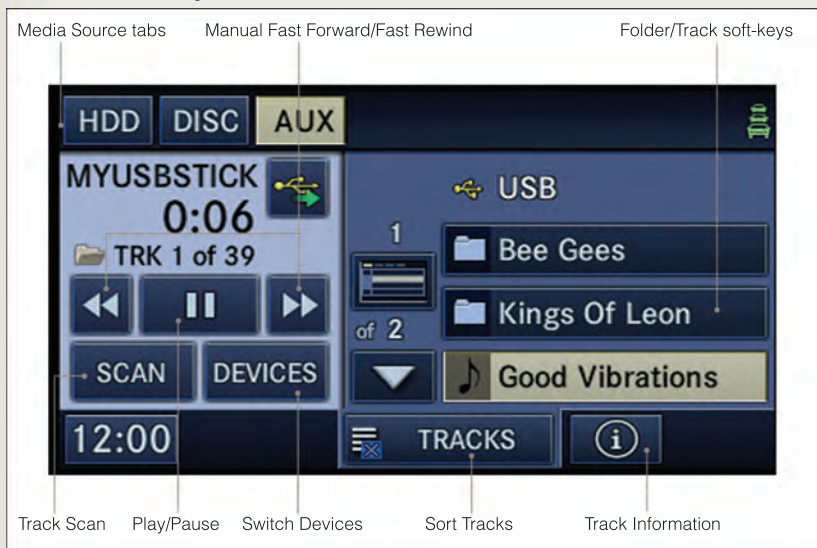 Media Source tabs
Manual Fast Forward/Fast Rewind
Folder/Track soft-keys
HDD
DISC
AUX
MYUSBSTICK
0:06
TRK 1 of 39
SCAN
DEVICES
12:00
USB
1
of 2
Bee Gees
Kings Of Leon
Good Vibrations
TRACKS
i
Track Scan
Play/Pause
Switch Devices
Sort Tracks
Track Information